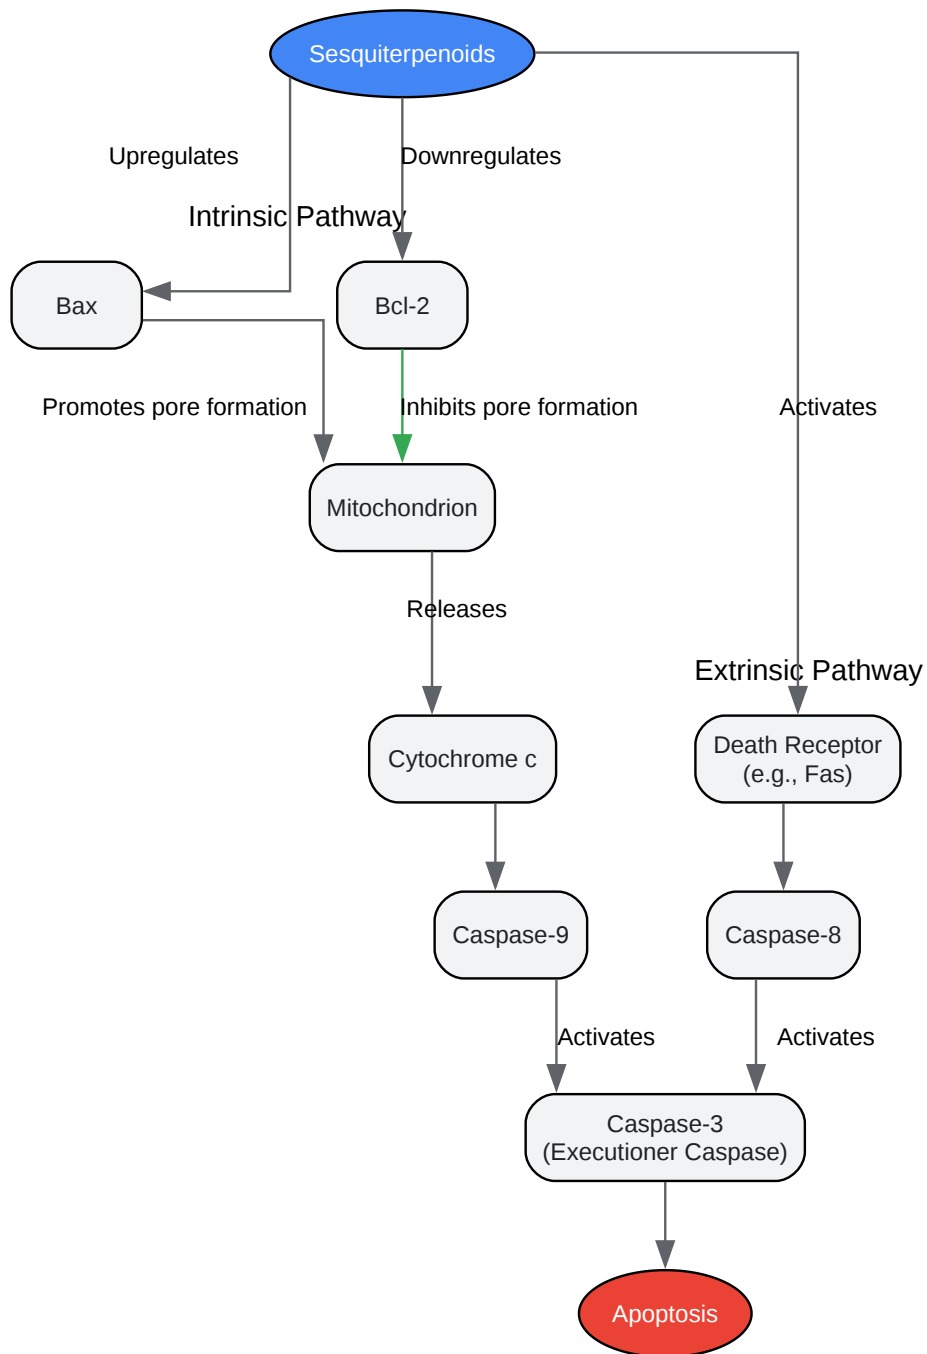 Sesquiterpenoids
Upregulates
Downregulates
Intrinsic Pathway
Bax
Bcl-2
Promotes pore formation
Inhibits pore formation
Activates
Mitochondrion
Releases
Extrinsic Pathway
Cytochrome c
Death Receptor
(e.g., Fas)
Caspase-9
Caspase-8
Activates
Activates
Caspase-3
(Executioner Caspase)
Apoptosis